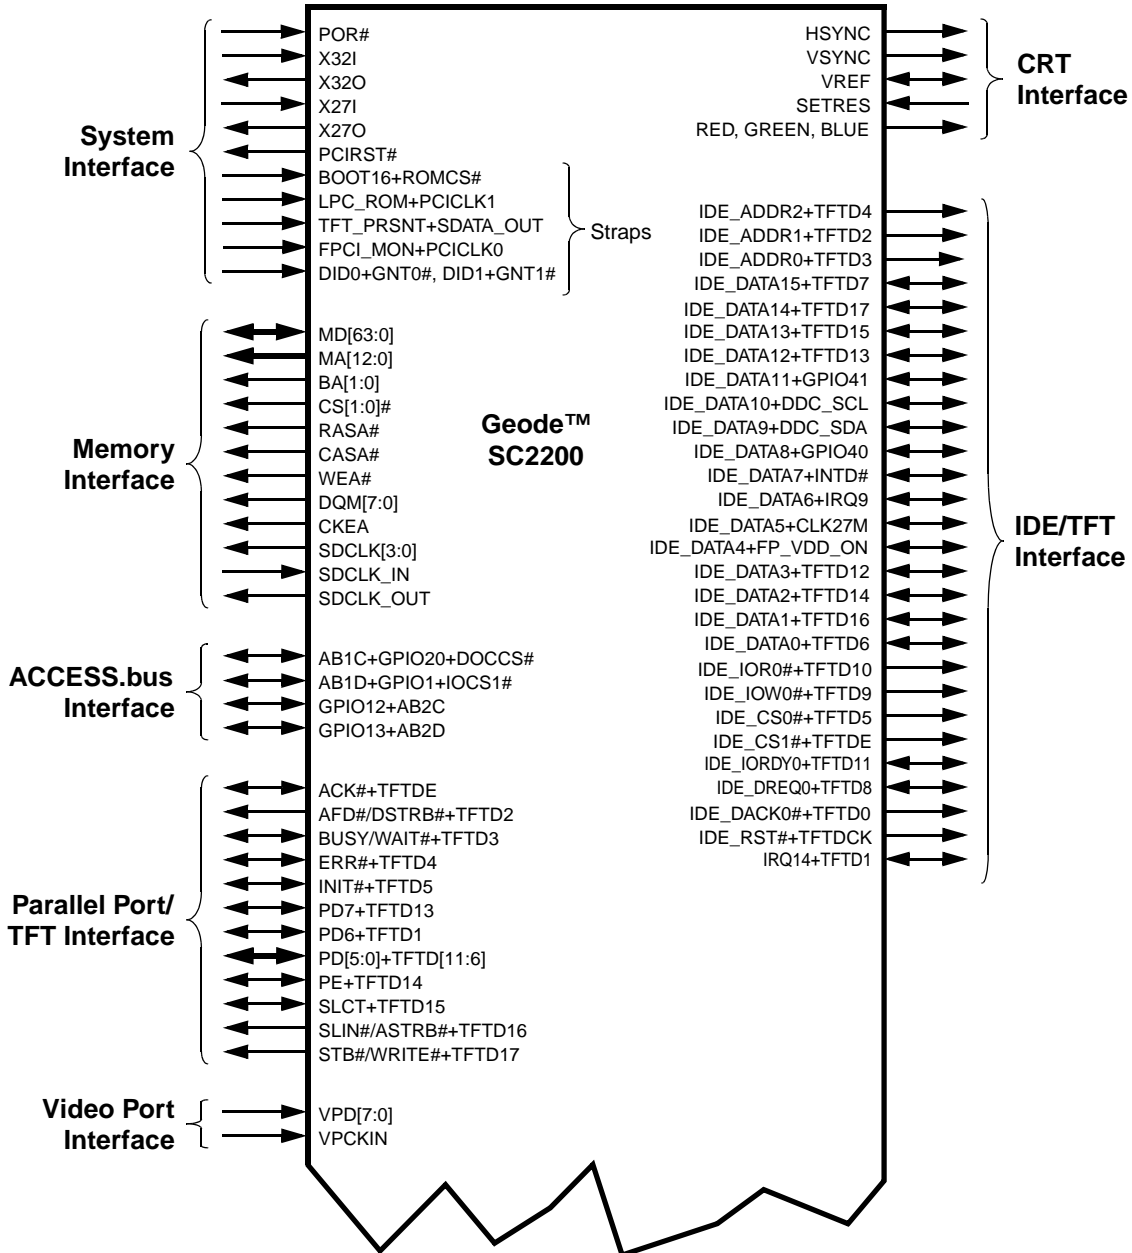 System
Interface
POR#
X32I
X32O
X27I
X27O
PCIRST#
BOOT16+ROMCS#
LPC_ROM+PCICLK1
TFT_PRSNT+SDATA_OUT
FPCI_MON+PCICLK0
DID0+GNT0#, DID1+GNT1#
Straps
Memory
Interface
MD[63:0]
MA[12:0]
BA[1:0]
CS[1:0]#
RASA#
CASA#
WEA#
DQM[7:0]
CKEA
SDCLK[3:0]
SDCLK_IN
SDCLK_OUT
ACCESS.bus
Interface
AB1C+GPIO20+DOCCS#
AB1D+GPIO1+IOCS1#
GPIO12+AB2C
GPIO13+AB2D
Parallel Port/
TFT Interface
ACK#+TFTDE
AFD#/DSTRB#+TFTD2
BUSY/WAIT#+TFTD3
ERR#+TFTD4
INIT#+TFTD5
PD7+TFTD13
PD6+TFTD1
PD[5:0]+TFTD[11:6]
PE+TFTD14
SLCT+TFTD15
SLIN#/ASTRB#+TFTD16
STB#/WRITE#+TFTD17
Video Port
Interface
VPD[7:0]
VPCKIN
Geode™
SC2200
HSYNC
VSYNC
VREF
SETRES
RED, GREEN, BLUE
CRT
Interface
IDE_ADDR2+TFTD4
IDE_ADDR1+TFTD2
IDE_ADDR0+TFTD3
IDE_DATA15+TFTD7
IDE_DATA14+TFTD17
IDE_DATA13+TFTD15
IDE_DATA12+TFTD13
IDE_DATA11+GPIO41
IDE_DATA10+DDC_SCL
IDE_DATA9+DDC_SDA
IDE_DATA8+GPIO40
IDE_DATA7+INTD#
IDE_DATA6+IRQ9
IDE_DATA5+CLK27M
IDE_DATA4+FP_VDD_ON
IDE_DATA3+TFTD12
IDE_DATA2+TFTD14
IDE_DATA1+TFTD16
IDE_DATA0+TFTD6
IDE_IOR0#+TFTD10
IDE_IOW0#+TFTD9
IDE_CS0#+TFTD5
IDE_CS1#+TFTDE
IDE_IORDY0+TFTD11
IDE_DREQ0+TFTD8
IDE_DACK0#+TFTD0
IDE_RST#+TFTDCK
IRQ14+TFTD1
IDE/TFT
Interface